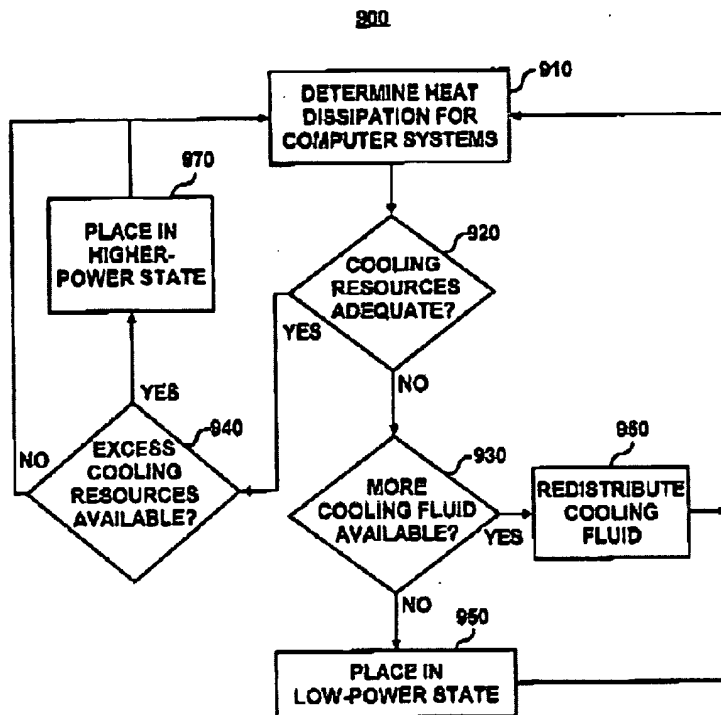 900
910
DETERMINE HEAT
DISSIPATION FOR
COMPUTER SYSTEMS
970
PLACE IN
HIGHER-
POWER STATE
920
COOLING
RESOURCES
ADEQUATE?
YES
NO
YES
940
EXCESS
COOLING
RESOURCES
AVAILABLE?
NO
930
MORE
COOLING FLUID
AVAILABLE?
YES
950
REDISTRIBUTE
COOLING
FLUID
NO
950
PLACE IN
LOW-POWER STATE